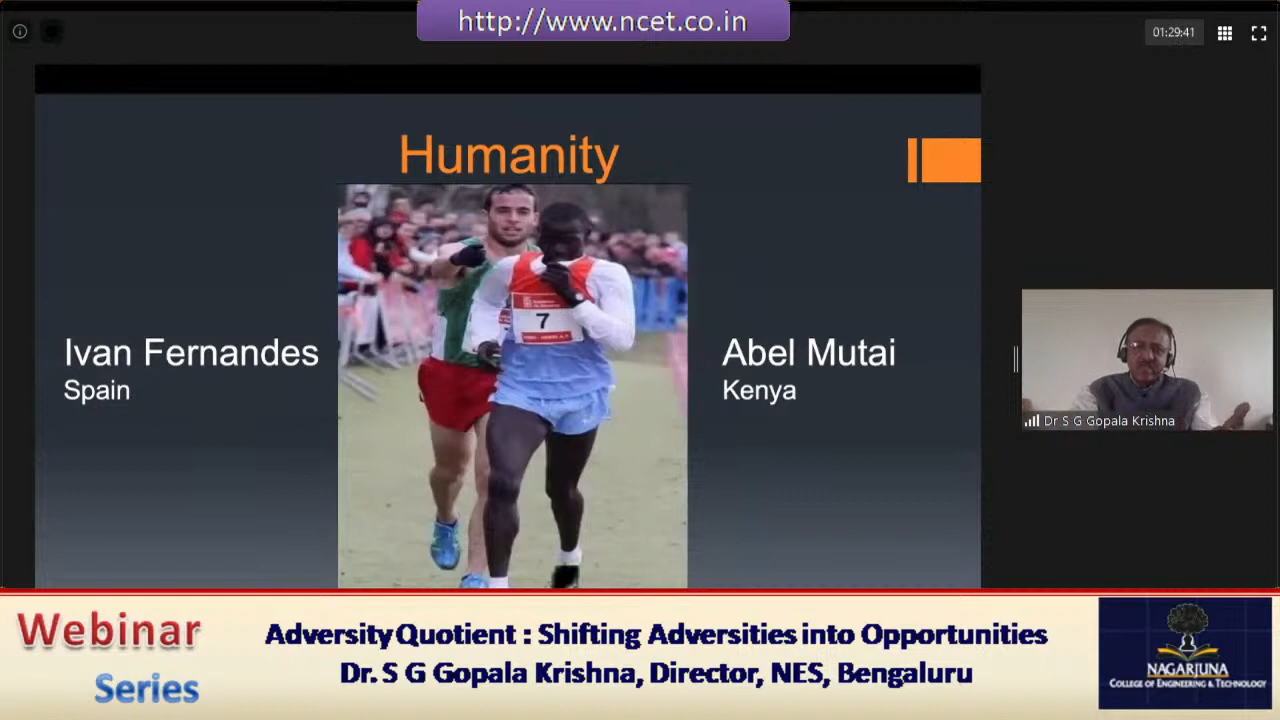 http://www.ncet.co.in
01:29:41
Humanity
Ivan Fernandes
Spain
7
Abel Mutai
Kenya
Dr S G Gopala Krishna
Webinar
Series
Adversity Quotient : Shifting Adversities into Opportunities
Dr. S G Gopala Krishna, Director, NES, Bengaluru
NAGARJUNA
COLLEGE OF ENGINEERING & TECHNOLOGY